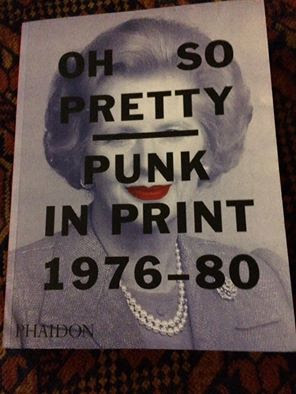 OH SO
PRETTY
PUNK
IN PRINT
1976–80
PHAIDON